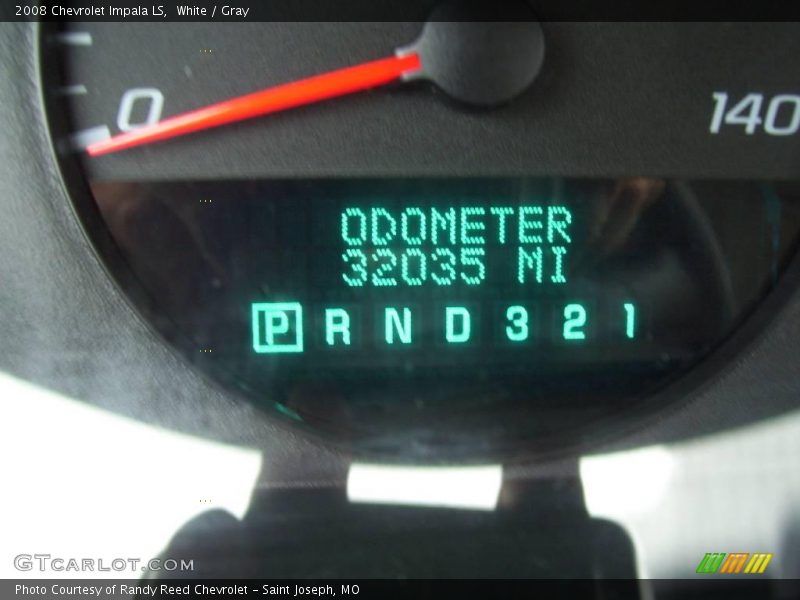 2008 Chevrolet Impala LS, White / Gray
0
140
ODOMETER
32035 MI
P R N D 3 2 1
GTCARLOT.COM
Photo Courtesy of Randy Reed Chevrolet - Saint Joseph, MO